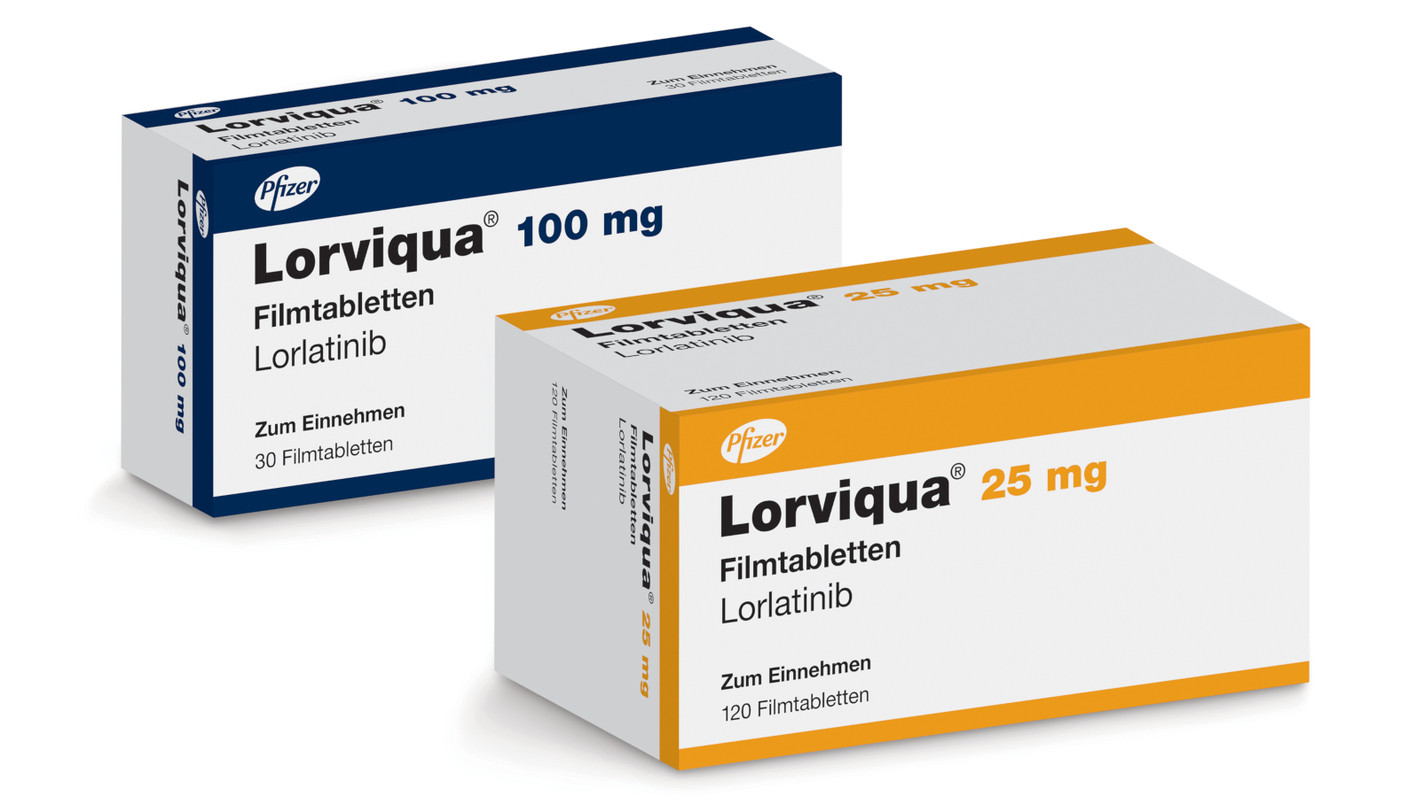 Pfizer
Lorviqua® 100 mg
Filmtabletten
Lorlatinib
Zum Einnehmen
30 Filmtabletten
Pfizer
Lorviqua® 100 mg
Pfizer
Lorviqua® 100 mg
Filmtabletten
Lorlatinib
Zum Einnehmen
30 Filmtabletten
Pfizer
Lorviqua® 25 mg
Filmtabletten
Lorlatinib
Zum Einnehmen
120 Filmtabletten
Pfizer
Lorviqua® 25 mg
Filmtabletten
Lorlatinib
Zum Einnehmen
120 Filmtabletten
Pfizer
Lorviqua® 25 mg
Filmtabletten
Lorlatinib
Zum Einnehmen
120 Filmtabletten